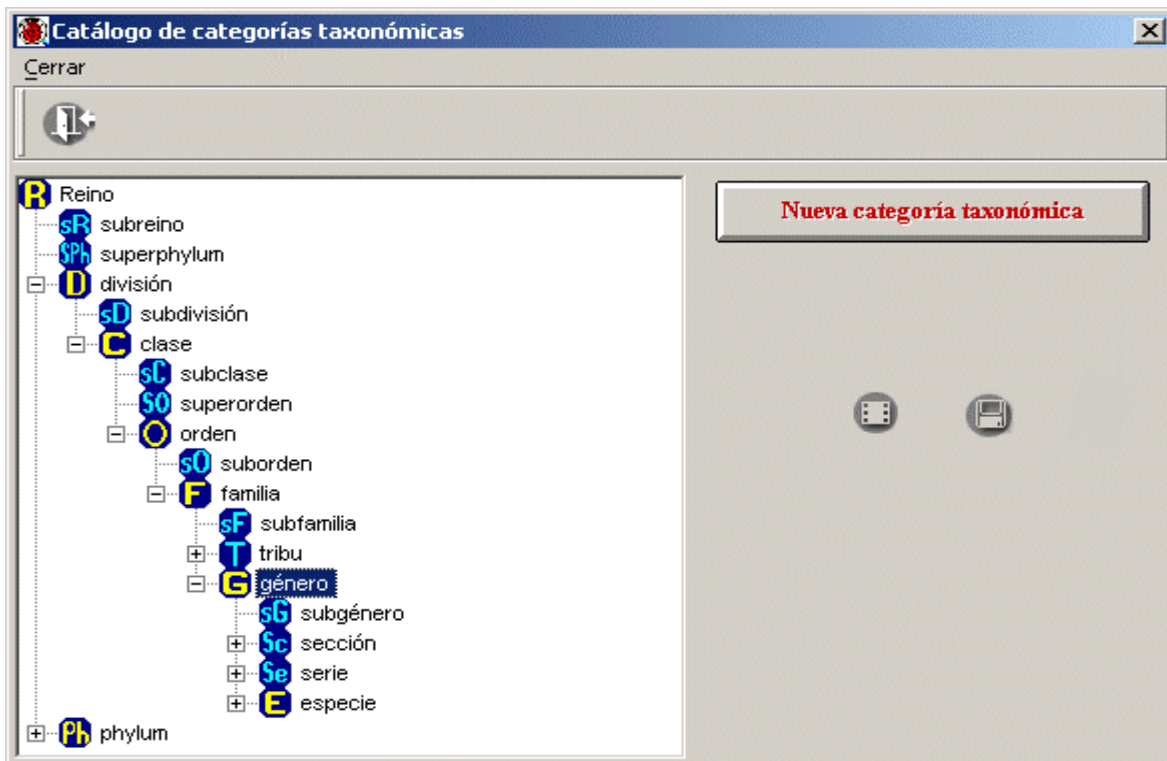 Catálogo de categorías taxonómicas
Cerrar
R Reino
sR subreino
SPh superphylum
D división
sD subdivisión
C clase
sC subclase
SO superorden
O orden
sO suborden
F familia
sF subfamilia
T tribu
G género
sG subgénero
Sc sección
Se serie
E especie
Ph phylum
Nueva categoría taxonómica